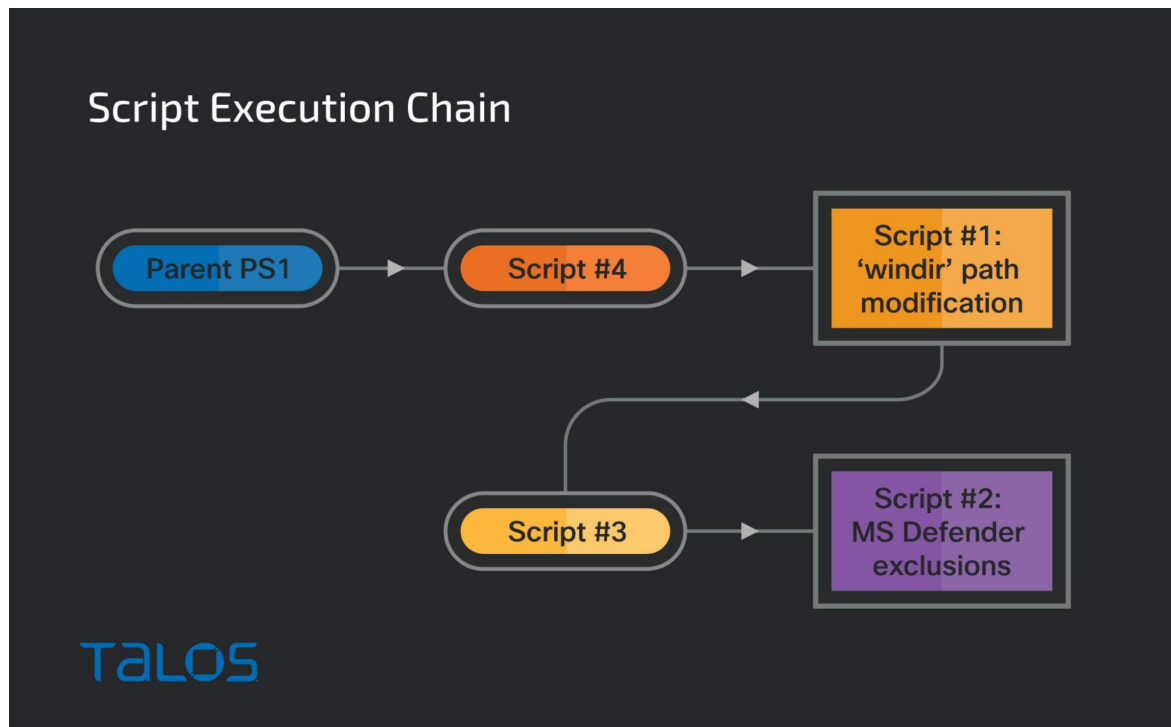 Script Execution Chain
Parent PS1
Script #4
Script #1:
‘windir’ path
modification
Script #3
Script #2:
MS Defender
exclusions
TALOS